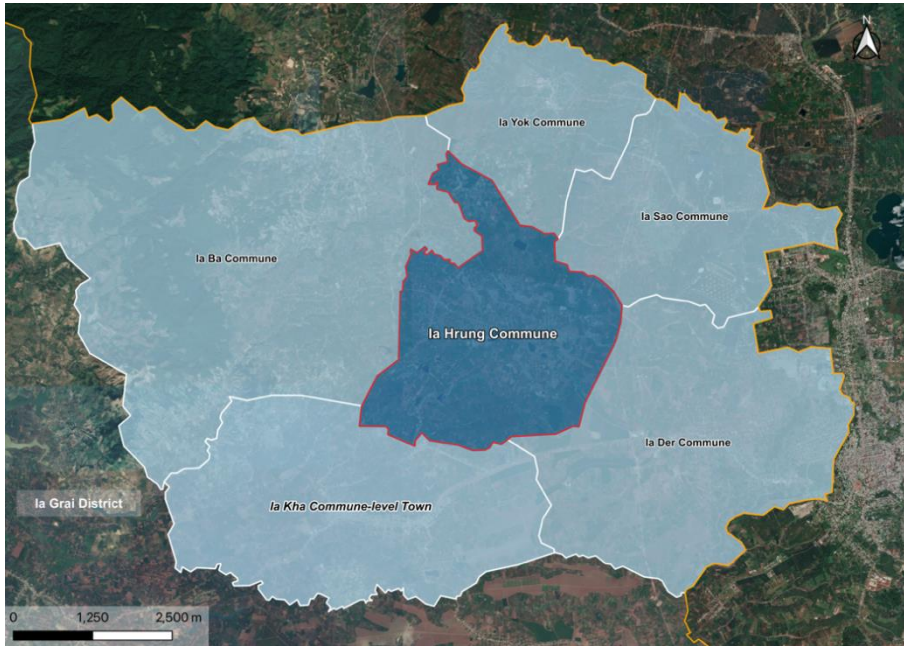 N
Ia Yok Commune
Ia Sao Commune
Ia Ba Commune
Ia Hrung Commune
Ia Der Commune
Ia Grai District
Ia Kha Commune-level Town
0 1,250 2,500 m